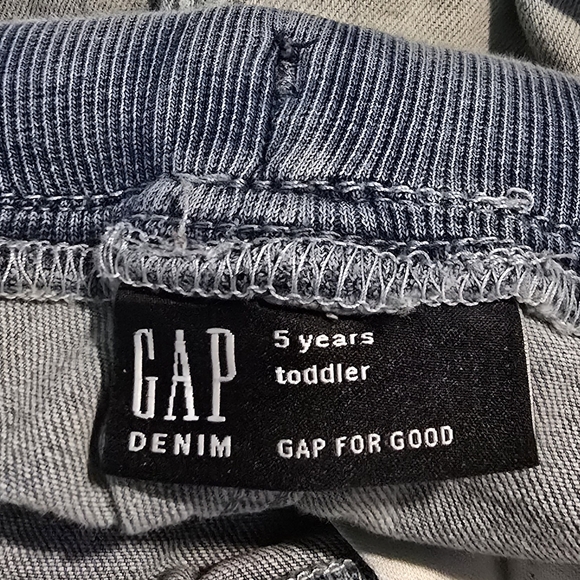 GAP
DENIM
5 years
toddler
GAP FOR GOOD